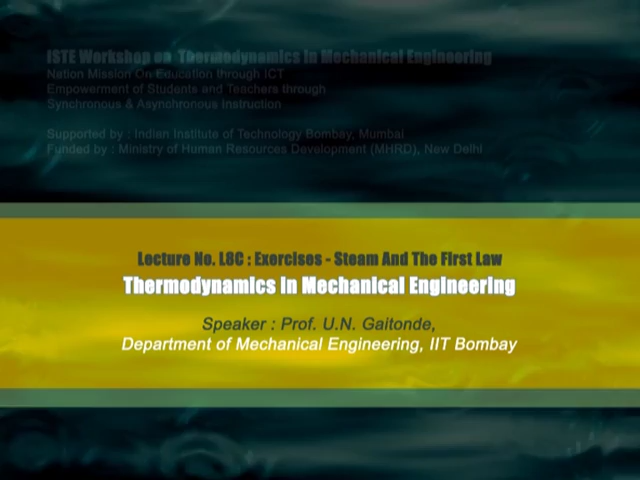 ISTE Workshop on Thermodynamics in Mechanical Engineering
Nation Mission On Education through ICT
Empowerment of Students and Teachers through
Synchronous & Asynchronous Instruction
Supported by : Indian Institute of Technology Bombay, Mumbai
Funded by : Ministry of Human Resources Development (MHRD), New Delhi
Lecture No. L8C : Exercises - Steam And The First Law
Thermodynamics in Mechanical Engineering
Speaker : Prof. U.N. Gaitonde,
Department of Mechanical Engineering, IIT Bombay